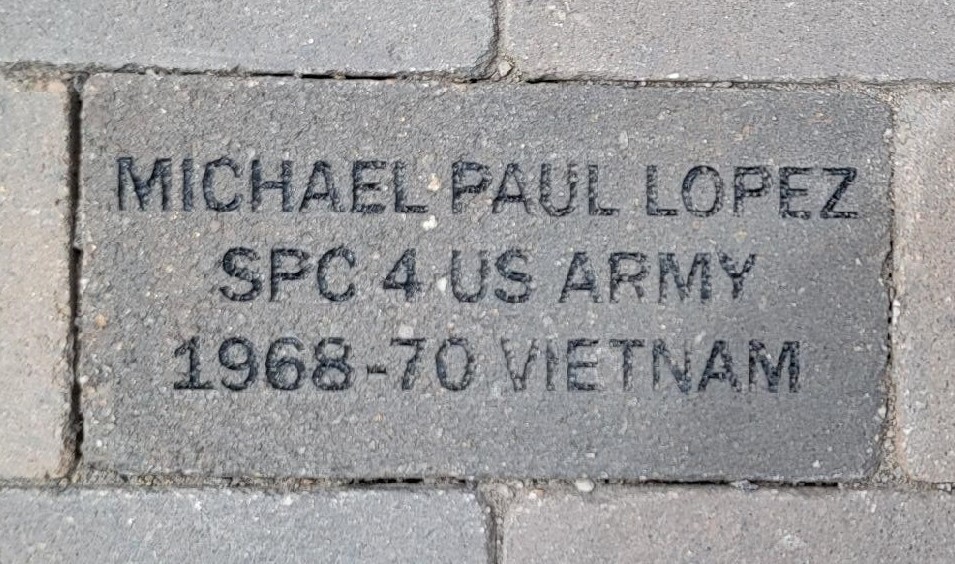 MICHAEL PAUL LOPEZ
SPC 4 US ARMY
1968-70 VIETNAM